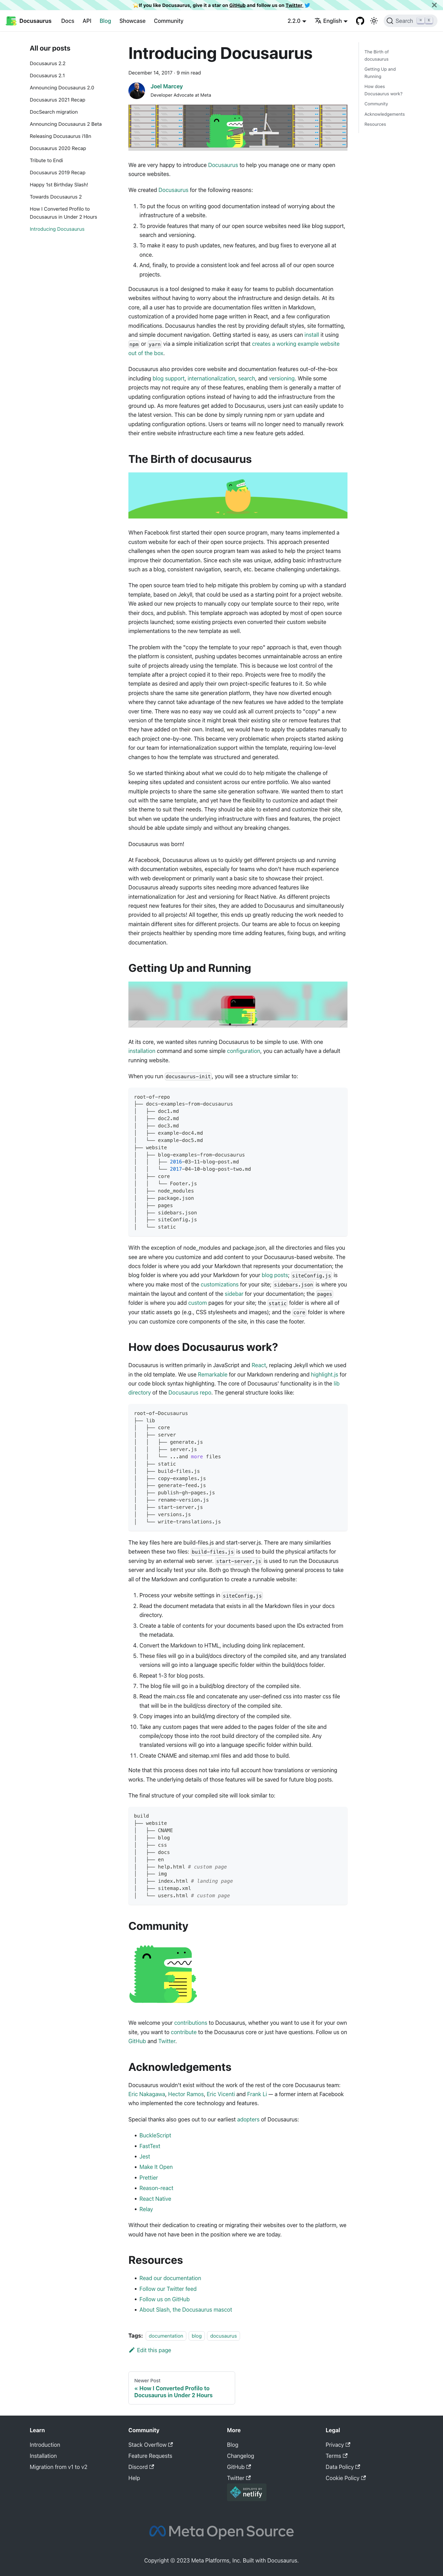 ⭐️ If you like Docusaurus, give it a star on GitHub and follow us on Twitter
Docusaurus Docs API Blog Showcase Community 2.2.0 English Search
All our posts
Docusaurus 2.2
Docusaurus 2.1
Announcing Docusaurus 2.0
Docusaurus 2021 Recap
DocSearch migration
Announcing Docusaurus 2 Beta
Releasing Docusaurus i18n
Docusaurus 2020 Recap
Tribute to Endi
Docusaurus 2019 Recap
Happy 1st Birthday Slash!
Towards Docusaurus 2
How I Converted Profilo to
Docusaurus in Under 2 Hours
Introducing Docusaurus
Introducing Docusaurus
December 14, 2017 · 9 min read
Joel Marcey
Developer Advocate at Meta
We are very happy to introduce Docusaurus to help you manage one or many open
source websites.
We created Docusaurus for the following reasons:
1. To put the focus on writing good documentation instead of worrying about the
infrastructure of a website.
2. To provide features that many of our open source websites need like blog support,
search and versioning.
3. To make it easy to push updates, new features, and bug fixes to everyone all at
once.
4. And, finally, to provide a consistent look and feel across all of our open source
projects.
Docusaurus is a tool designed to make it easy for teams to publish documentation
websites without having to worry about the infrastructure and design details. At its
core, all a user has to provide are documentation files written in Markdown,
customization of a provided home page written in React, and a few configuration
modifications. Docusaurus handles the rest by providing default styles, site formatting,
and simple document navigation. Getting started is easy, as users can install it using
npm or yarn via a simple initialization script that creates a working example website
out of the box.
Docusaurus also provides core website and documentation features out-of-the-box
including blog support, internationalization, search, and versioning. While some
projects may not require any of these features, enabling them is generally a matter of
updating configuration options instead of having to add the infrastructure from the
ground up. As more features get added to Docusaurus, users just can easily update to
the latest version. This can be done by simply running npm or yarn update and
updating configuration options. Users or teams will no longer need to manually
rework their entire website infrastructure each time a new feature gets added.
The Birth of docusaurus
When Facebook first started their open source program, many teams implemented a
custom website for each of their open source projects. This approach presented
challenges when the open source program team was asked to help the project teams
improve their documentation. Since each site was unique, adding basic infrastructure
such as a blog, consistent navigation, search, etc. became challenging undertakings.
The open source team tried to help mitigate this problem by coming up with a standard
template, based on Jekyll, that could be used as a starting point for a project website.
We asked our new projects to manually copy our template source to their repo, write
their docs, and publish. This template approach was adopted by most of open source
projects launched; some existing projects even converted their custom website
implementations to the new template as well.
The problem with the "copy the template to your repo" approach is that, even though
the platform is consistent, pushing updates becomes unmaintainable across an entire
suite of projects already using the template. This is because we lost control of the
template after a project copied it to their repo. Projects were free to modify the
template as desired and apply their own project-specific features to it. So while
projects share the same site generation platform, they have now diverged enough
where they cannot take advantage of the new features we have added to the template
over time. There was no easy way we could ask all current projects to "copy" a new
version of the template, since it might break their existing site or remove features that
they have added on their own. Instead, we would have to apply the updates manually to
each project one-by-one. This became very problematic when projects started asking
for more internationalization support within the template, requiring low-level
changes to how the template was structured and generated.
So we started thinking about what we could do to help mitigate the challenge of
keeping sites updated and consistent across our entire portfolio. We also wanted
multiple projects to share the same site generation software. We wanted them to start
out with the same template, and yet have the flexibility to customize and adapt their
site theme to suit their needs. They should be able to extend and customize their site,
but when we update the underlying infrastructure with fixes and features, the project
should be able update simply and without any breaking changes.
Docusaurus was born!
At Facebook, Docusaurus allows us to quickly get different projects up and running
with documentation websites, especially for teams who don't have much experience
with web development or primarily want a basic site to showcase their project.
Docusaurus already supports sites needing more advanced features like
internationalization for Jest and versioning for React Native. As different projects
request new features for their sites, they are added to Docusaurus and simultaneously
provided to all projects! All together, this ends up greatly reducing the work needed to
maintain different sites for different projects. Our teams are able to focus on keeping
their projects healthier by spending more time adding features, fixing bugs, and writing
documentation.
Getting Up and Running
At its core, we wanted sites running Docusaurus to be simple to use. With one
installation command and some simple configuration, you can actually have a default
running website.
When you run docusaurus-init, you will see a structure similar to:
root-of-repo
├── docs-examples-from-docusaurus
│   ├── doc1.md
│   ├── doc2.md
│   ├── doc3.md
│   ├── example-doc4.md
│   └── example-doc5.md
├── website
│   ├── blog-examples-from-docusaurus
│   │   ├── 2016-03-11-blog-post.md
│   │   └── 2017-04-10-blog-post-two.md
│   ├── core
│   │   └── Footer.js
│   ├── node_modules
│   ├── package.json
│   ├── pages
│   ├── sidebars.json
│   ├── siteConfig.js
│   └── static
With the exception of node_modules and package.json, all the directories and files you
see are where you customize and add content to your Docusaurus-based website. The
docs folder is where you add your Markdown that represents your documentation; the
blog folder is where you add your Markdown for your blog posts; siteConfig.js is
where you make most of the customizations for your site; sidebars.json is where you
maintain the layout and content of the sidebar for your documentation; the pages
folder is where you add custom pages for your site; the static folder is where all of
your static assets go (e.g., CSS stylesheets and images); and the core folder is where
you can customize core components of the site, in this case the footer.
How does Docusaurus work?
Docusaurus is written primarily in JavaScript and React, replacing Jekyll which we used
in the old template. We use Remarkable for our Markdown rendering and highlight.js for
our code block syntax highlighting. The core of Docusaurus' functionality is in the lib
directory of the Docusaurus repo. The general structure looks like:
root-of-Docusaurus
├── lib
│   ├── core
│   ├── server
│   │   ├── generate.js
│   │   ├── server.js
│   │   └── ...and more files
│   ├── static
│   ├── build-files.js
│   ├── copy-examples.js
│   ├── generate-feed.js
│   ├── publish-gh-pages.js
│   ├── rename-version.js
│   ├── start-server.js
│   ├── versions.js
│   └── write-translations.js
The key files here are build-files.js and start-server.js. There are many similarities
between these two files: build-files.js is used to build the physical artifacts for
serving by an external web server. start-server.js is used to run the Docusaurus
server and locally test your site. Both go through the following general process to take
all of the Markdown and configuration to create a runnable website:
1. Process your website settings in siteConfig.js
2. Read the document metadata that exists in all the Markdown files in your docs
directory.
3. Create a table of contents for your documents based upon the IDs extracted from
the metadata.
4. Convert the Markdown to HTML, including doing link replacement.
5. These files will go in a build/docs directory of the compiled site, and any translated
versions will go into a language specific folder within the build/docs folder.
6. Repeat 1-3 for blog posts.
7. The blog file will go in a build/blog directory of the compiled site.
8. Read the main.css file and concatenate any user-defined css into master css file
that will be in the build/css directory of the compiled site.
9. Copy images into an build/img directory of the compiled site.
10. Take any custom pages that were added to the pages folder of the site and
compile/copy those into the root build directory of the compiled site. Any
translated versions will go into a language specific folder within build.
11. Create CNAME and sitemap.xml files and add those to build.
Note that this process does not take into full account how translations or versioning
works. The underlying details of those features will be saved for future blog posts.
The final structure of your compiled site will look similar to:
build
├── website
│   ├── CNAME
│   ├── blog
│   ├── css
│   ├── docs
│   ├── en
│   ├── help.html # custom page
│   ├── img
│   ├── index.html # landing page
│   ├── sitemap.xml
│   └── users.html # custom page
Community
We welcome your contributions to Docusaurus, whether you want to use it for your own
site, you want to contribute to the Docusaurus core or just have questions. Follow us on
GitHub and Twitter.
Acknowledgements
Docusaurus wouldn't exist without the work of the rest of the core Docusaurus team:
Eric Nakagawa, Hector Ramos, Eric Vicenti and Frank Li — a former intern at Facebook
who implemented the core technology and features.
Special thanks also goes out to our earliest adopters of Docusaurus:
• BuckleScript
• FastText
• Jest
• Make It Open
• Prettier
• Reason-react
• React Native
• Relay
Without their dedication to creating or migrating their websites over to the platform, we
would have not have been in the position where we are today.
Resources
• Read our documentation
• Follow our Twitter feed
• Follow us on GitHub
• About Slash, the Docusaurus mascot
Tags: documentation blog docusaurus
Edit this page
Newer Post
« How I Converted Profilo to
Docusaurus in Under 2 Hours
The Birth of
docusaurus
Getting Up and
Running
How does
Docusaurus work?
Community
Acknowledgements
Resources
Learn
Introduction
Installation
Migration from v1 to v2
Community
Stack Overflow
Feature Requests
Discord
Help
More
Blog
Changelog
GitHub
Twitter
netlify
Legal
Privacy
Terms
Data Policy
Cookie Policy
Meta Open Source
Copyright © 2023 Meta Platforms, Inc. Built with Docusaurus.